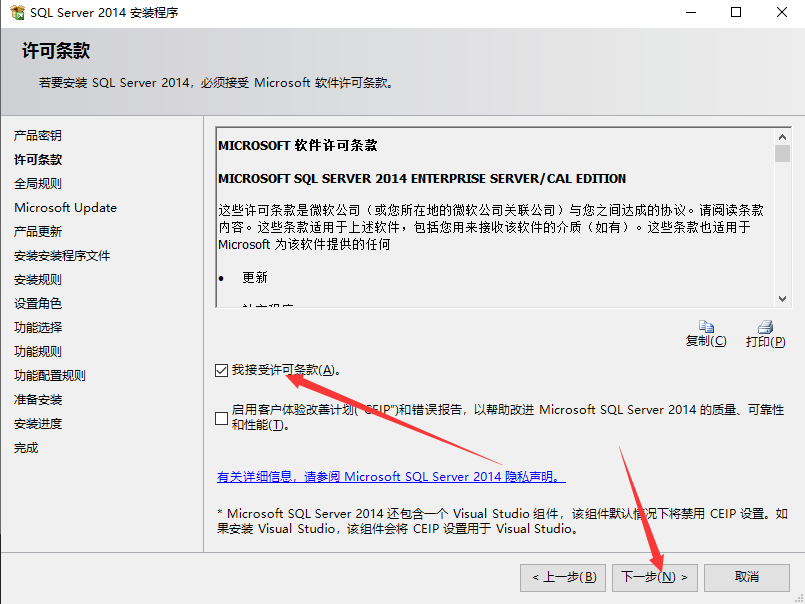 SQL Server 2014 安装程序
许可条款
若要安装 SQL Server 2014，必须接受 Microsoft 软件许可条款。
产品密钥
许可条款
全局规则
Microsoft Update
产品更新
安装安装程序文件
安装规则
设置角色
功能选择
功能规则
功能配置规则
准备安装
安装进度
完成
MICROSOFT 软件许可条款
MICROSOFT SQL SERVER 2014 ENTERPRISE SERVER/CAL EDITION
这些许可条款是微软公司（或您所在地的微软公司关联公司）与您之间达成的协议。请阅读条款
内容。这些条款适用于上述软件，包括您用来接收该软件的介质（如有）。这些条款也适用于
Microsoft 为该软件提供的任何
• 更新
复制(C)
打印(P)
我接受许可条款(A)。
启用客户体验改善计划("CEIP")和错误报告，以帮助改进 Microsoft SQL Server 2014 的质量、可靠性
和性能(T)。
有关详细信息，请参阅 Microsoft SQL Server 2014 隐私声明。
* Microsoft SQL Server 2014 还包含一个 Visual Studio 组件，该组件默认情况下将禁用 CEIP 设置。如
果安装 Visual Studio，该组件会将 CEIP 设置用于 Visual Studio。
< 上一步(B)
下一步(N) >
取消